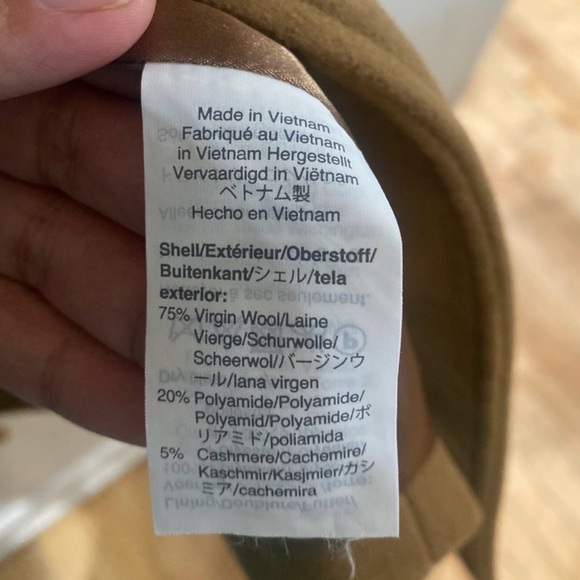 Made in Vietnam
Fabriqué au Vietnam
in Vietnam Hergestellt
Vervaardigd in Viëtnam
ベトナム製
Hecho en Vietnam
Shell/Extérieur/Oberstoff/
Buitenkant/シェル/tela
exterior:
75% Virgin Wool/Laine
Vierge/Schurwolle/
Scheerwol/バージンウ
ール/lana virgen
20% Polyamide/Polyamide/
Polyamid/Polyamide/ポ
リアミド/poliamida
5% Cashmere/Cachemire/
Kaschmir/Kasjmier/カシ
ミア/cachemira